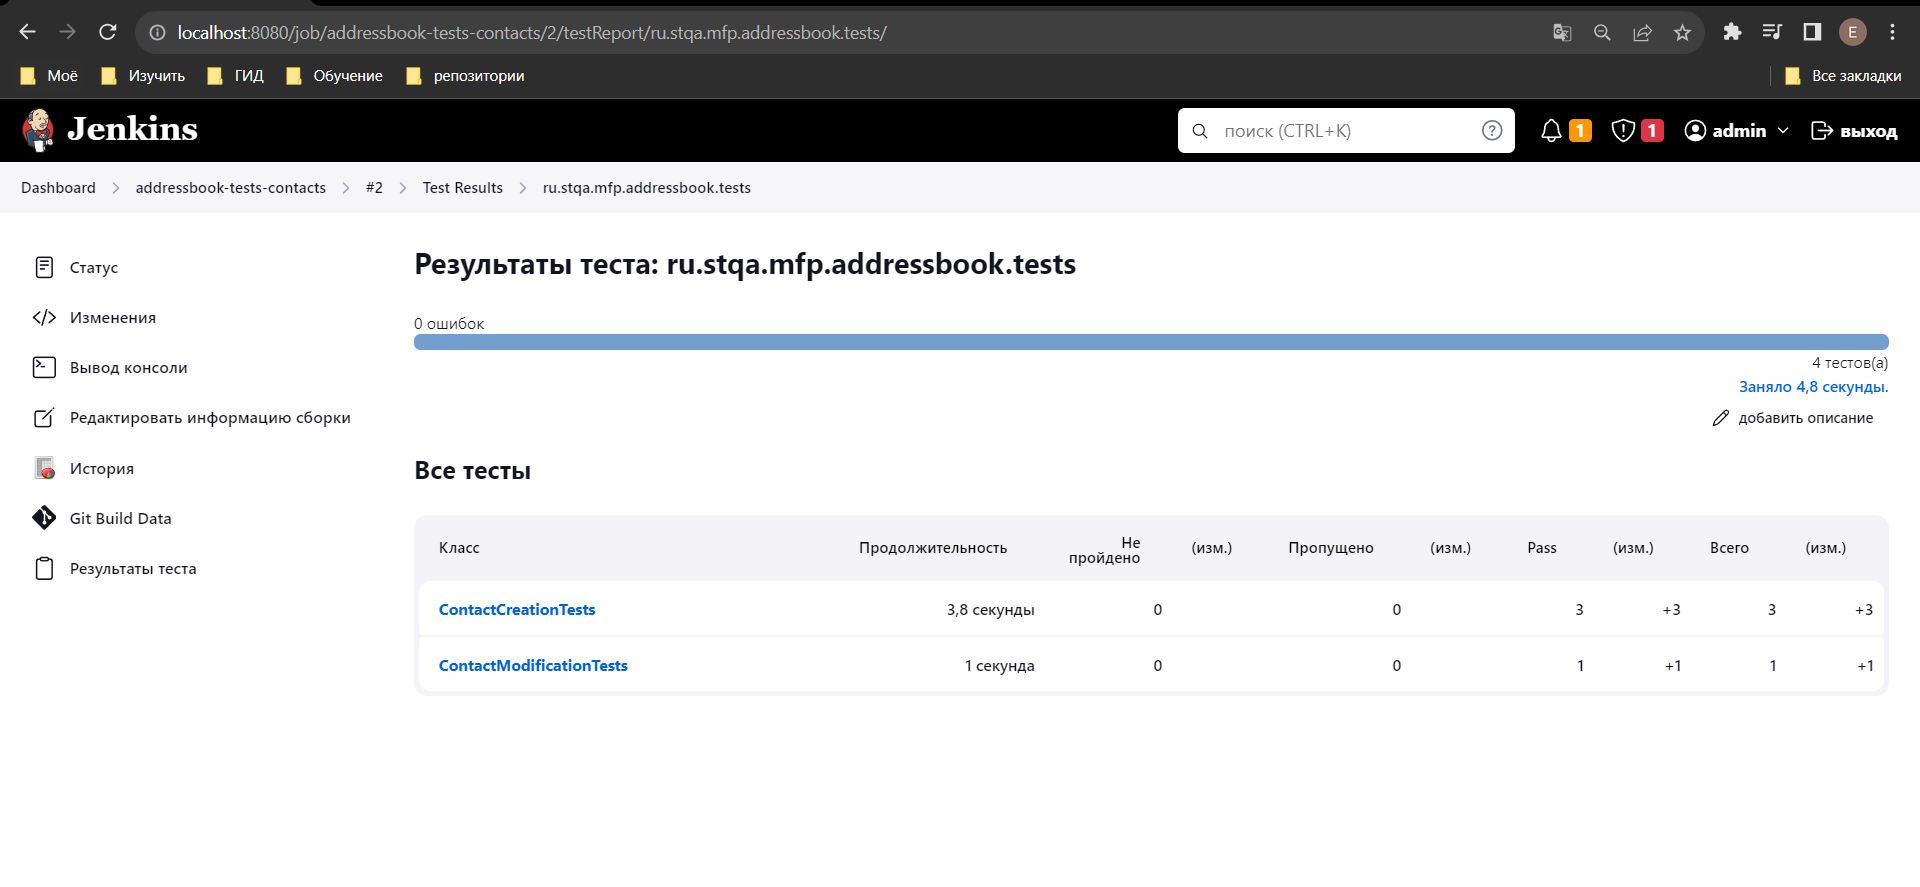 localhost:8080/job/addressbook-tests-contacts/2/testReport/ru.stqa.mfp.addressbook.tests/
E
Моё Изучить ГИД Обучение репозитории Все закладки
Jenkins поиск (CTRL+K) 1 1 admin выход
Dashboard addressbook-tests-contacts #2 Test Results ru.stqa.mfp.addressbook.tests
Статус
Изменения
Вывод консоли
Редактировать информацию сборки
История
Git Build Data
Результаты теста
Результаты теста: ru.stqa.mfp.addressbook.tests
0 ошибок
4 тестов(а)
Заняло 4,8 секунды.
добавить описание
Все тесты
Класс Продолжительность Не пройдено (изм.) Пропущено (изм.) Pass (изм.) Всего (изм.)
ContactCreationTests 3,8 секунды 0 0 3 +3 3 +3
ContactModificationTests 1 секунда 0 0 1 +1 1 +1